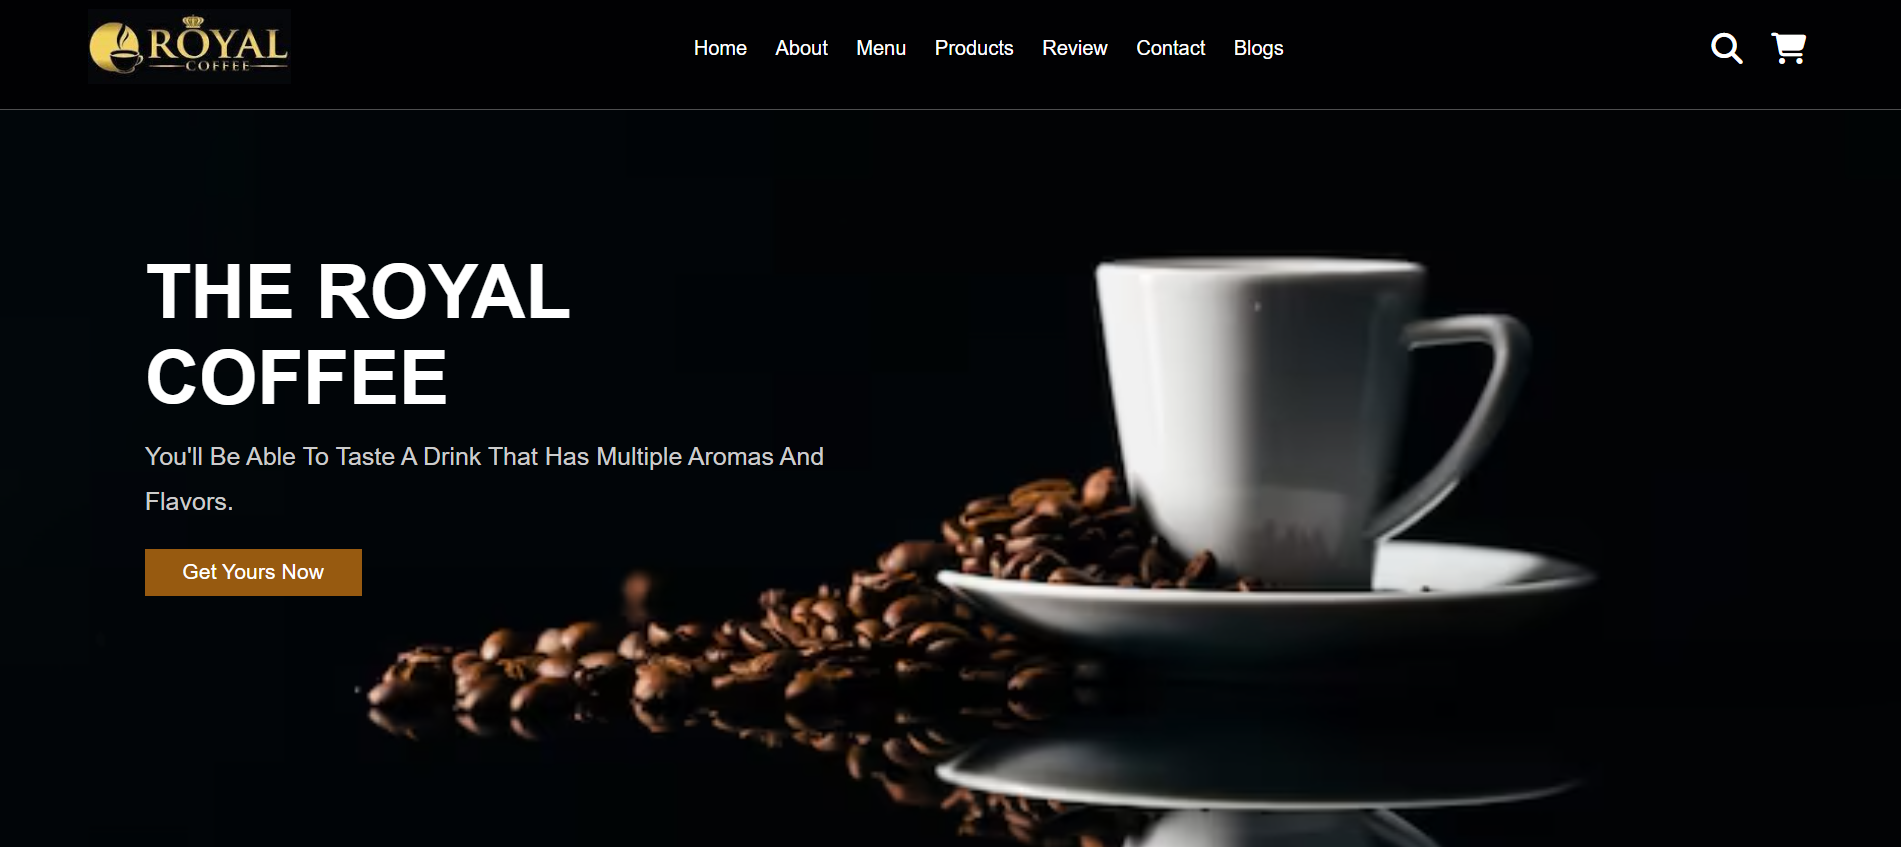 ROYAL
COFFEE
Home About Menu Products Review Contact Blogs
THE ROYAL
COFFEE
You'll Be Able To Taste A Drink That Has Multiple Aromas And
Flavors.
Get Yours Now